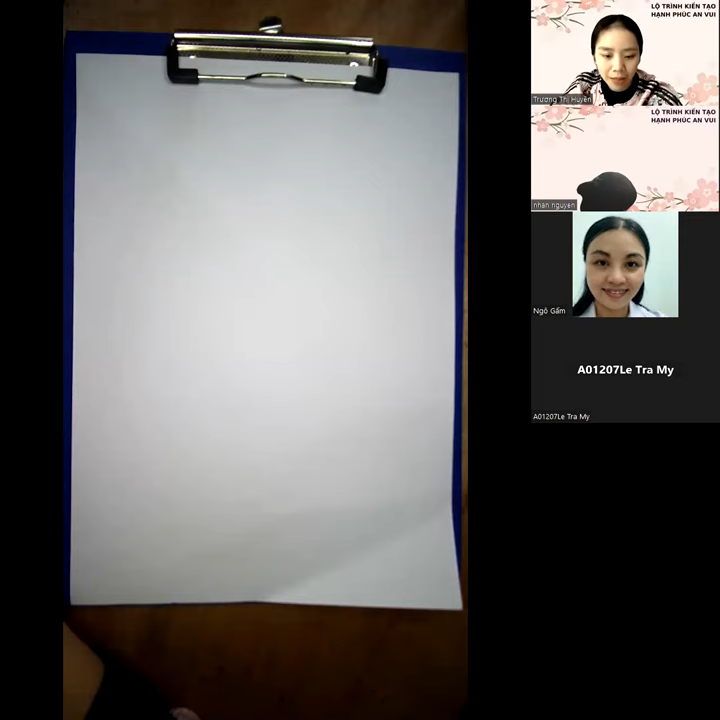 LỘ TRÌNH KIẾN TẠO
HẠNH PHÚC AN VUI
Trương Thị Huyền
LỘ TRÌNH KIẾN TẠO
HẠNH PHÚC AN VUI
nhan nguyen
Ngô Gấm
A01207Le Tra My
A01207Le Tra My